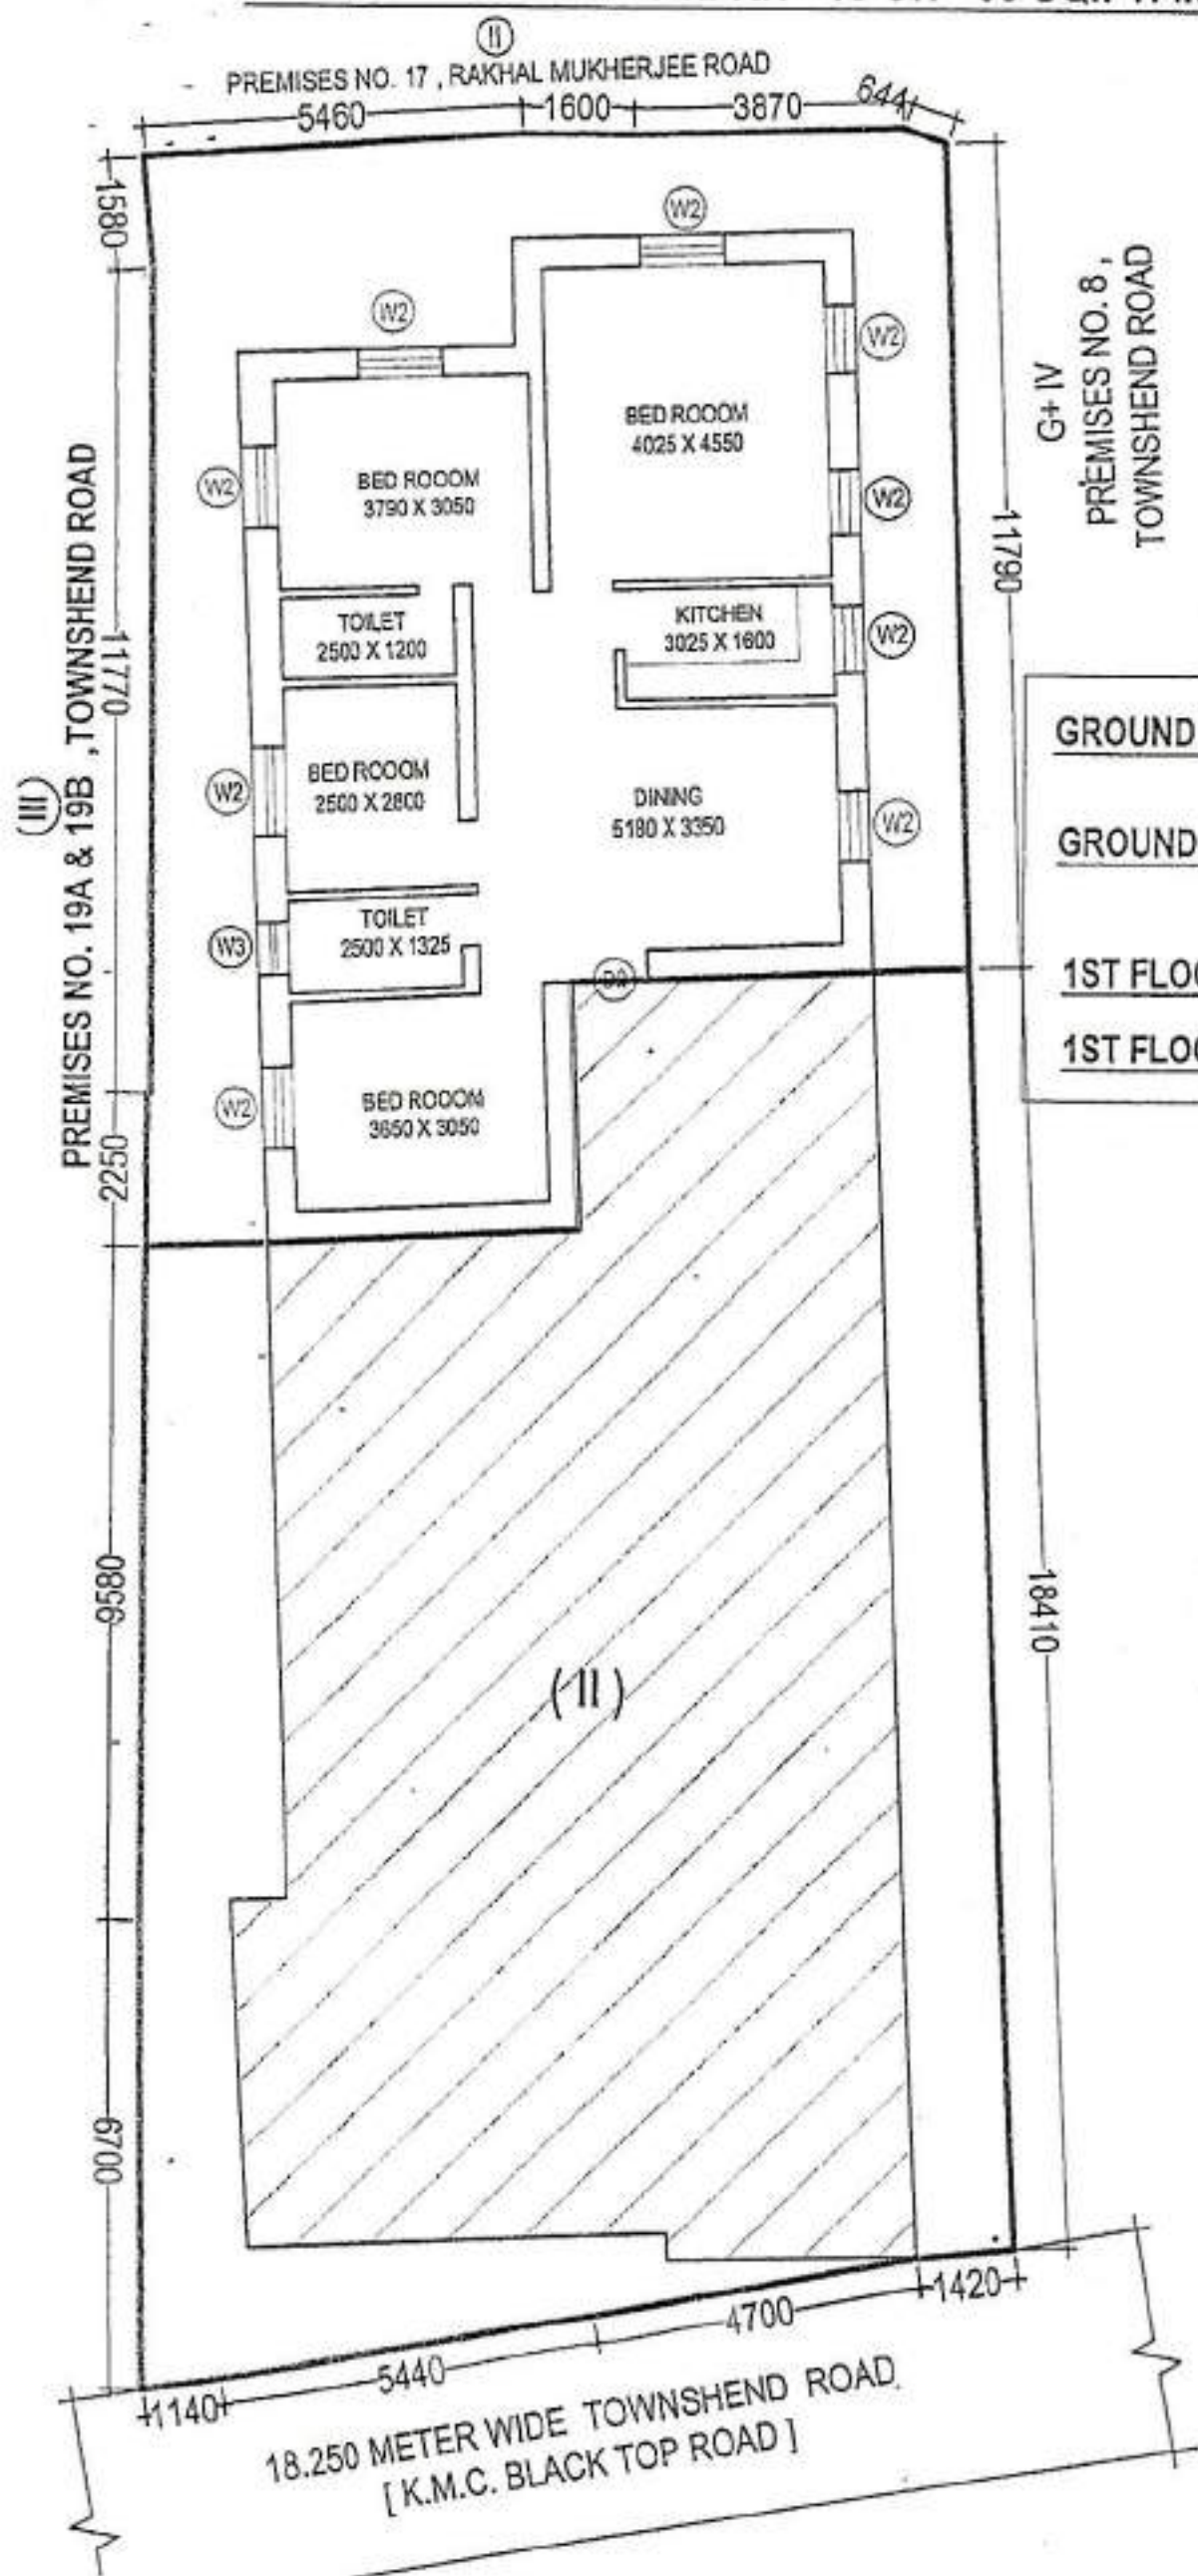 (II)
PREMISES NO. 17 , RAKHAL MUKHERJEE ROAD
5460 1600 3870 644
1580
W2
W2
W2
BED ROOOM
4025 X 4550
G+ IV
PREMISES NO. 8 ,
TOWNSHEND ROAD
BED ROOOM
3790 X 3050
W2
W2
11790
TOILET
2500 X 1200
KITCHEN
3025 X 1600
W2
(III)
PREMISES NO. 19A & 19B , TOWNSHEND ROAD
11770
GROUND
BED ROOOM
2500 X 2800
W2
DINING
5180 X 3350
W2
GROUND
TOILET
2500 X 1325
W3
1ST FLOO
1ST FLOO
BED ROOOM
3650 X 3050
W2
2250
9580
18410
( II )
6700
1140 5440 4700 1420
18.250 METER WIDE TOWNSHEND ROAD
[ K.M.C. BLACK TOP ROAD ]